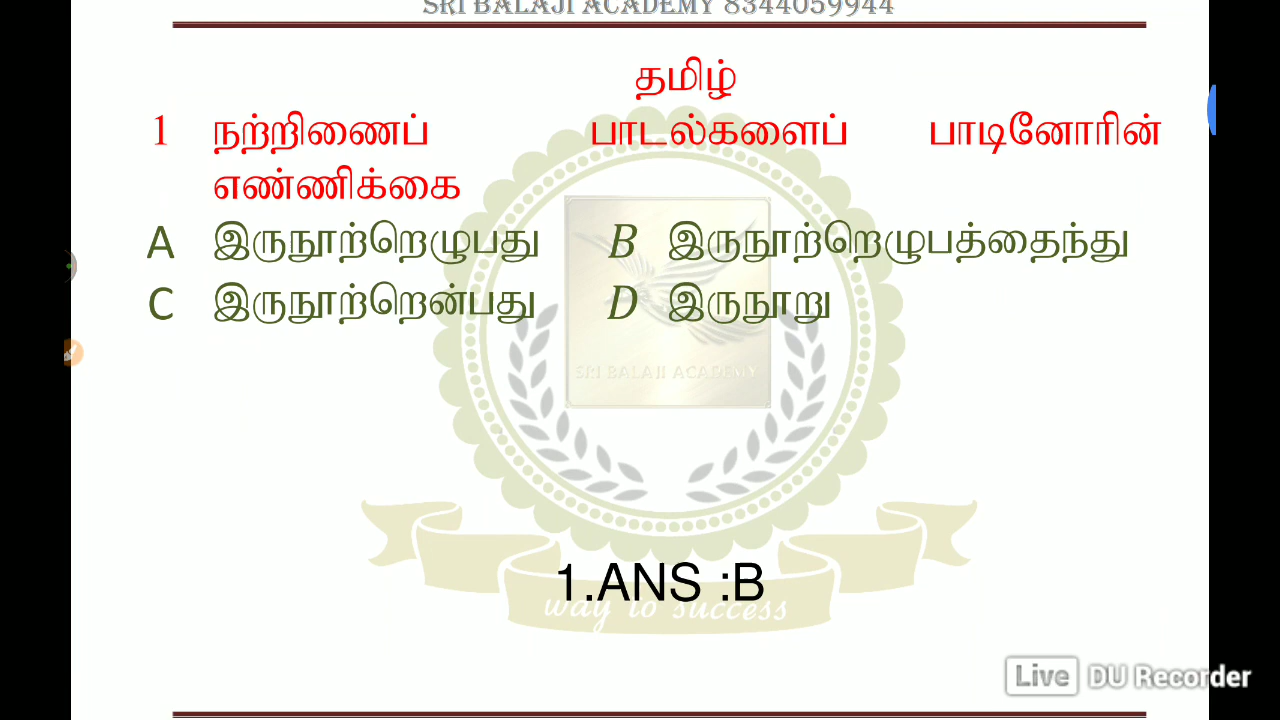 SRI BALAJI ACADEMY 8344059944
தமிழ்
1 நற்றிணைப் பாடல்களைப் பாடினோரின்
எண்ணிக்கை
A இருநூற்றெழுபது B இருநூற்றெழுபத்தைந்து
C இருநூற்றென்பது D இருநூறு
SRI BALAJI ACADEMY
1.ANS :B
way to success
Live DU Recorder